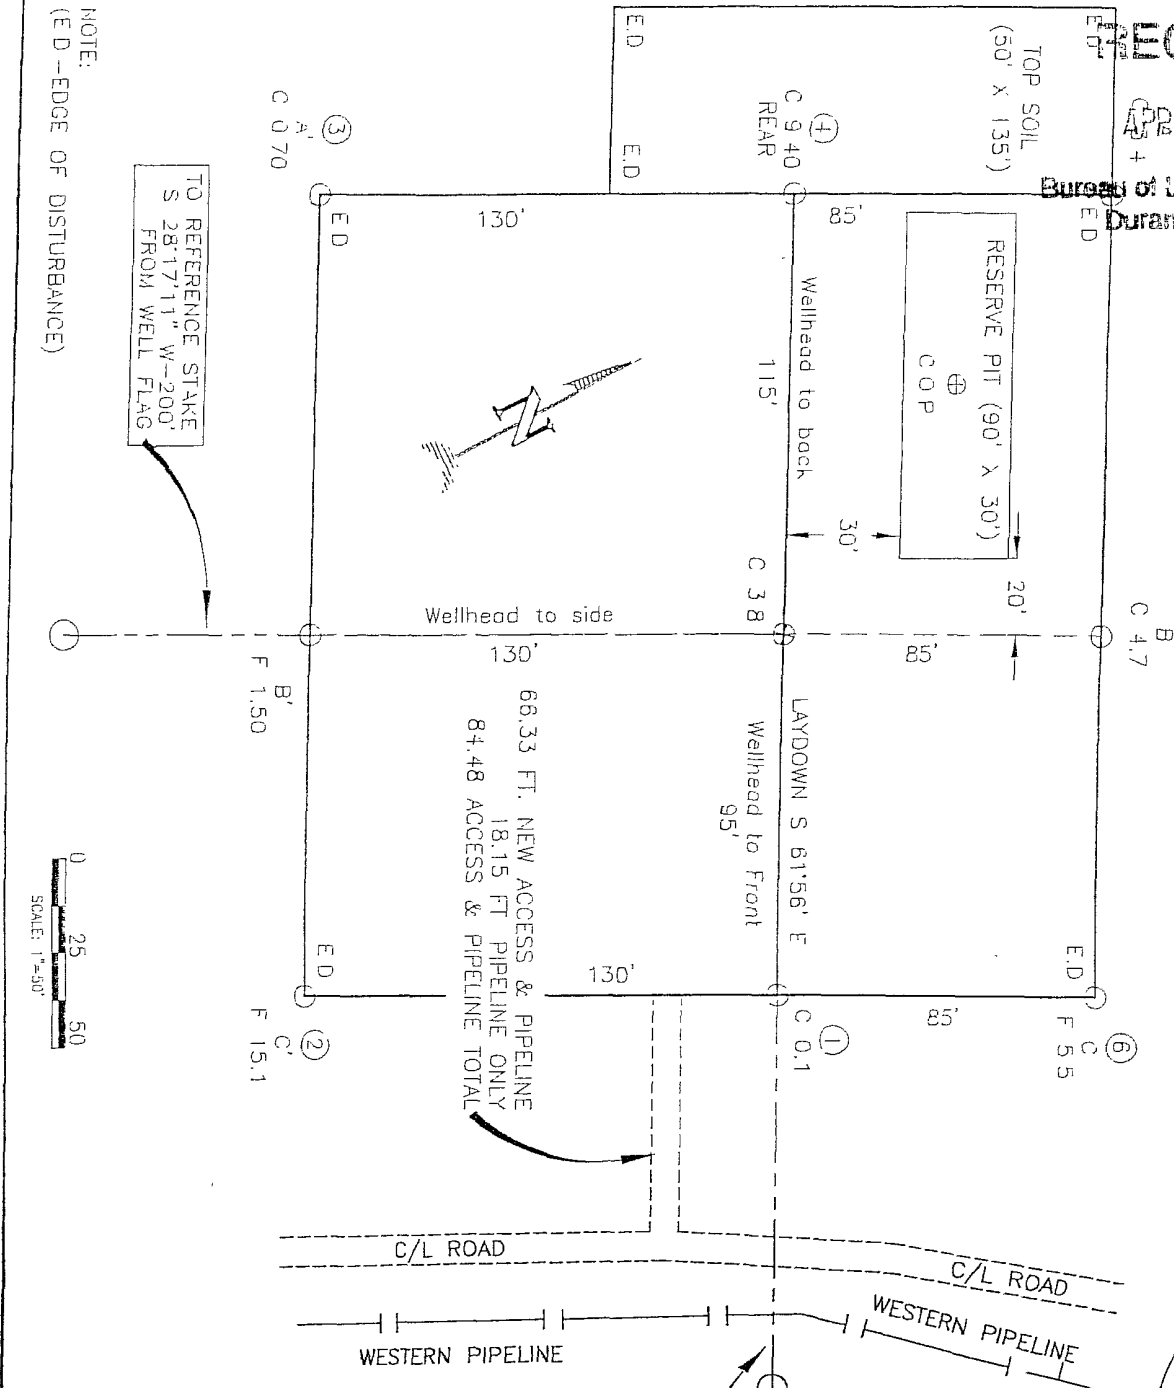 NOTE:
(E D -EDGE OF DISTURBANCE)
TO REFERENCE STAKE
S 28°17'11" W-200'
FROM WELL FLAG
E.D
E.D
E.D
TOP SOIL
(50' X 135')
Bureau of
Duran
③
A'
C 0.70
④
C 9.40
REAR
E D
E D
130'
85'
RESERVE PIT (90' X 30')
C O P
Wellhead to back
115'
30'
20'
N
C 3 8
B
C 4.7
Wellhead to side
130'
85'
B'
F 1.50
LAYDOWN S 61°56' E
Wellhead to Front
95'
66.33 FT. NEW ACCESS & PIPELINE
18.15 FT PIPELINE ONLY
84.48 ACCESS & PIPELINE TOTAL
E D
E.D
130'
85'
②
C'
F 15.1
①
C 0.1
⑥
C
F 5 5
0 25 50
SCALE: 1"=50'
C/L ROAD
C/L ROAD
WESTERN PIPELINE
WESTERN PIPELINE